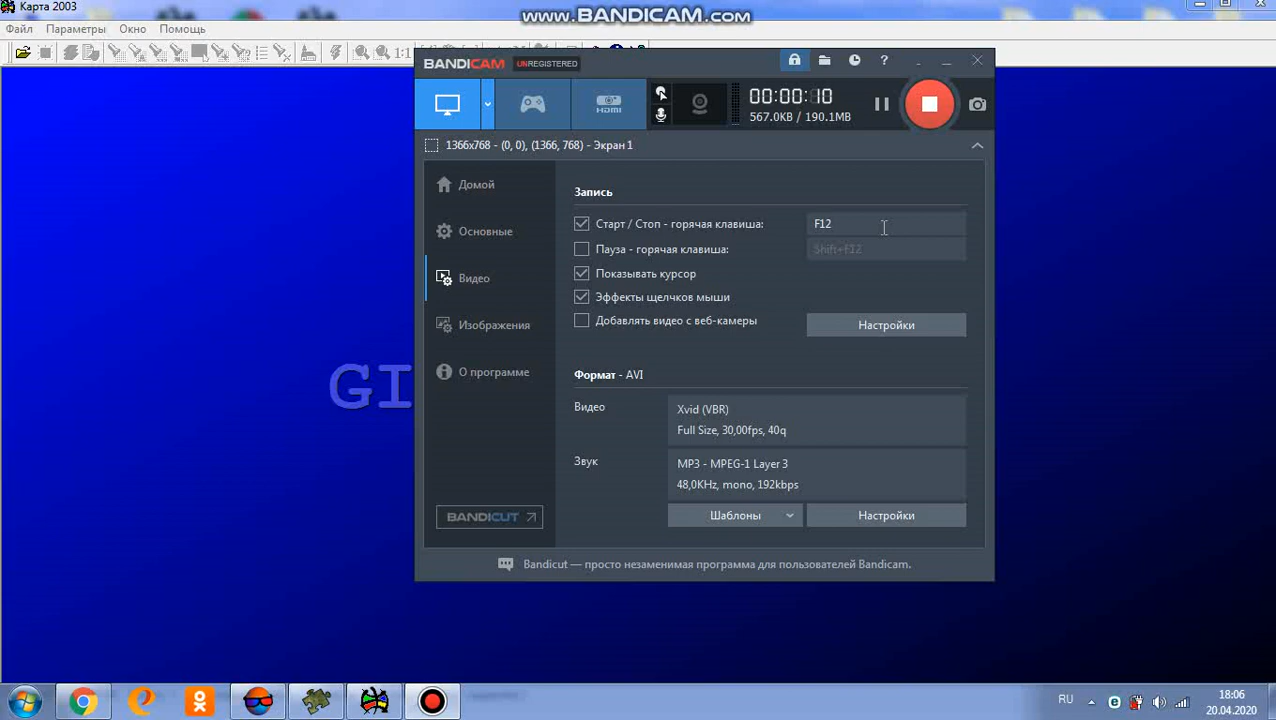 Карта 2003
www.BANDICAM.com
Файл Параметры Окно Помощь
1:1
BANDICAM UNREGISTERED
?
00:00:10
567.0KB / 190.1MB
HDMI
1366x768 - (0, 0), (1366, 768) - Экран 1
Домой
Основные
Видео
Изображения
О программе
BANDICUT
Запись
Старт / Стоп - горячая клавиша: F12
Пауза - горячая клавиша: Shift+F12
Показывать курсор
Эффекты щелчков мыши
Добавлять видео с веб-камеры Настройки
Формат - AVI
Видео Xvid (VBR)
Full Size, 30,00fps, 40q
Звук MP3 - MPEG-1 Layer 3
48,0KHz, mono, 192kbps
Шаблоны Настройки
Bandicut — просто незаменимая программа для пользователей Bandicam.
GI
RU
18:06
20.04.2020